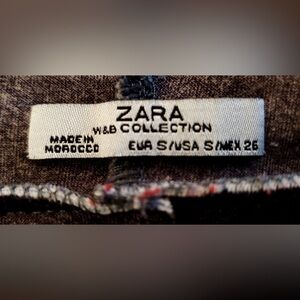 ZARA
W&B COLLECTION
MADE IN
MOROCCO
EUR S/USA S/MEX 26